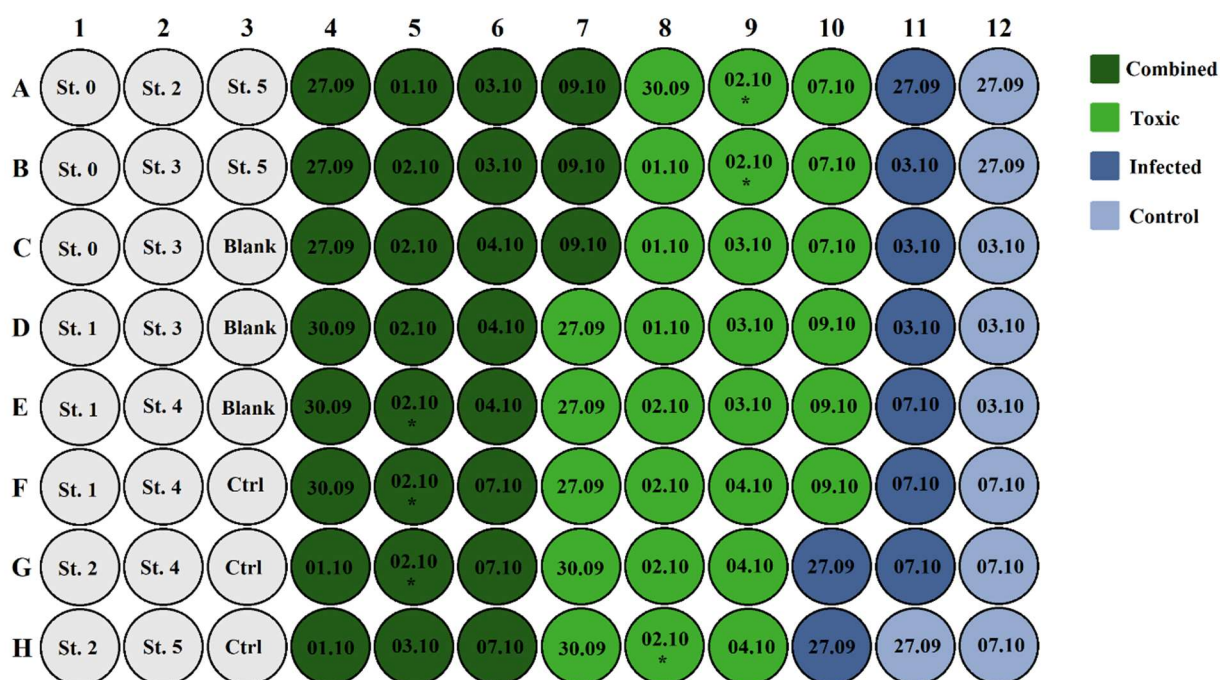 1 2 3 4 5 6 7 8 9 10 11 12
A St. 0 St. 2 St. 5 27.09 01.10 03.10 09.10 30.09 02.10 * 07.10 27.09 27.09
B St. 0 St. 3 St. 5 27.09 02.10 03.10 09.10 01.10 02.10 * 07.10 03.10 27.09
C St. 0 St. 3 Blank 27.09 02.10 04.10 09.10 01.10 03.10 07.10 03.10 03.10
D St. 1 St. 3 Blank 30.09 02.10 04.10 27.09 01.10 03.10 09.10 03.10 03.10
E St. 1 St. 4 Blank 30.09 02.10 * 04.10 27.09 02.10 03.10 09.10 07.10 03.10
F St. 1 St. 4 Ctrl 30.09 02.10 * 07.10 27.09 02.10 04.10 09.10 07.10 07.10
G St. 2 St. 4 Ctrl 01.10 02.10 * 07.10 30.09 02.10 04.10 27.09 07.10 07.10
H St. 2 St. 5 Ctrl 01.10 03.10 07.10 30.09 02.10 * 04.10 27.09 27.09 07.10
Combined
Toxic
Infected
Control